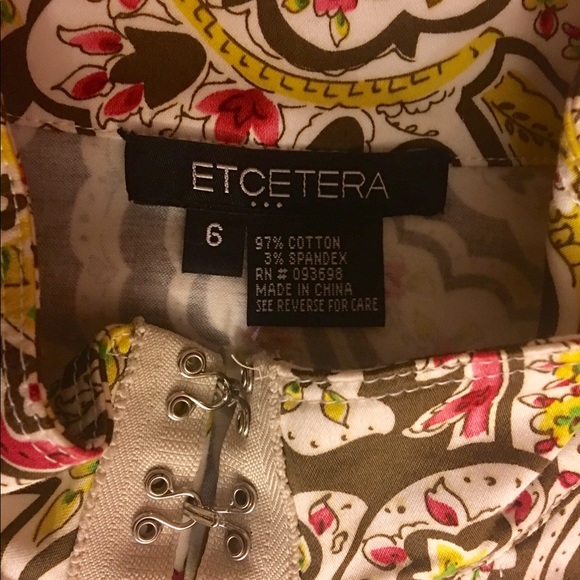 ETCETERA
6
97% COTTON
3% SPANDEX
RN # 093698
MADE IN CHINA
SEE REVERSE FOR CARE